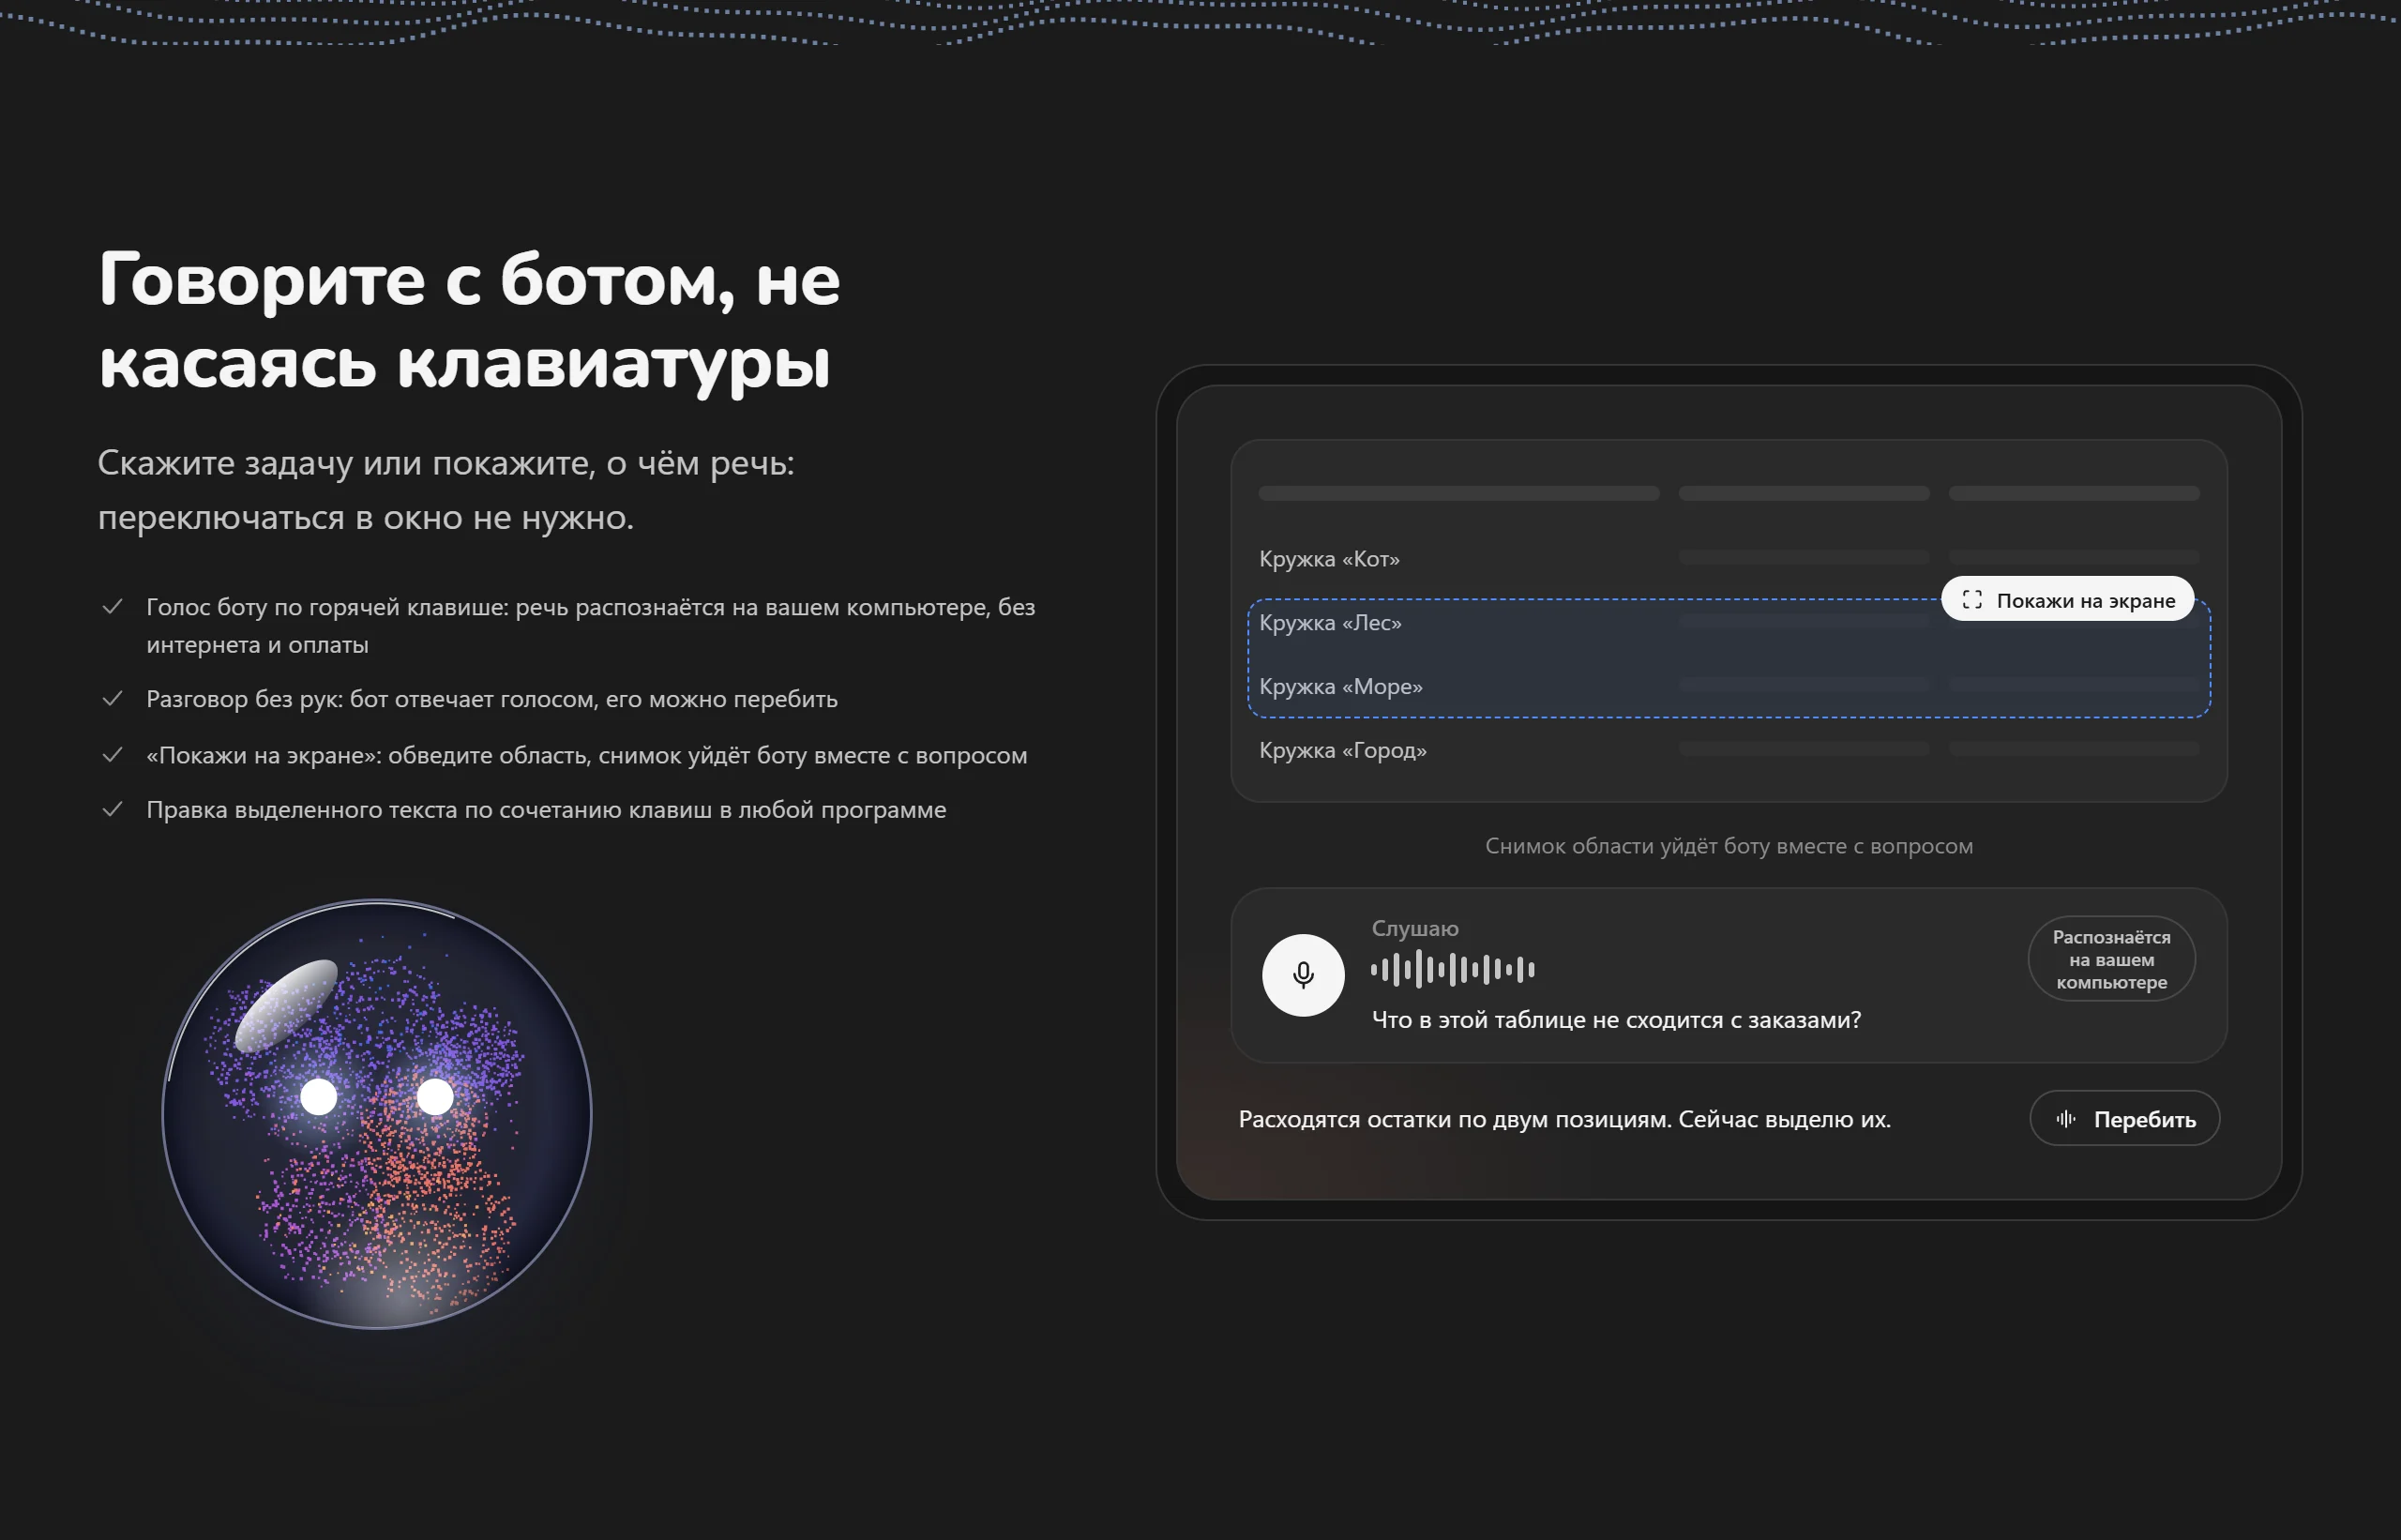 Говорите с ботом, не
касаясь клавиатуры
Скажите задачу или покажите, о чём речь:
переключаться в окно не нужно.
Голос боту по горячей клавише: речь распознаётся на вашем компьютере, без
интернета и оплаты
Разговор без рук: бот отвечает голосом, его можно перебить
«Покажи на экране»: обведите область, снимок уйдёт боту вместе с вопросом
Правка выделенного текста по сочетанию клавиш в любой программе
Кружка «Кот»
Покажи на экране
Кружка «Лес»
Кружка «Море»
Кружка «Город»
Снимок области уйдёт боту вместе с вопросом
Слушаю
Что в этой таблице не сходится с заказами?
Распознаётся
на вашем
компьютере
Расходятся остатки по двум позициям. Сейчас выделю их.
Перебить